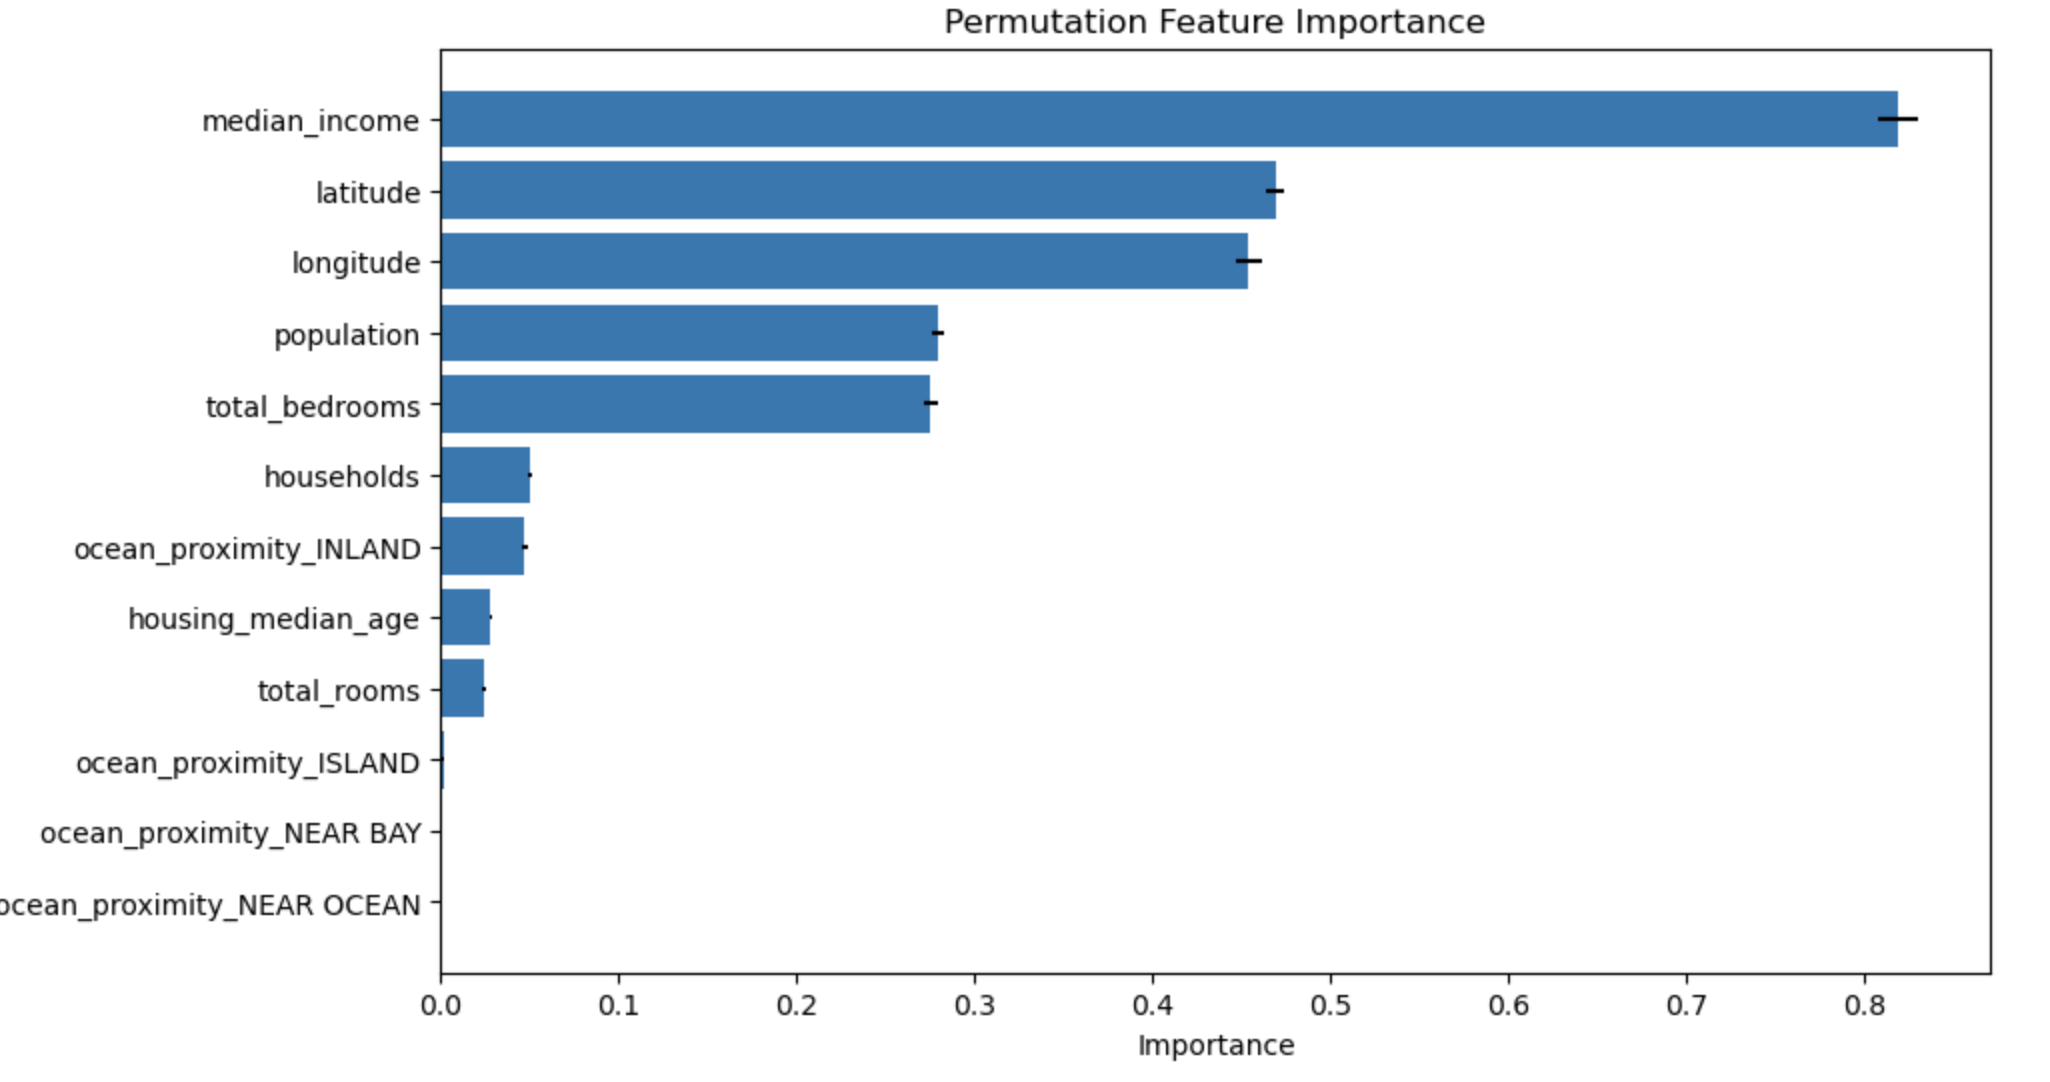 Permutation Feature Importance
median_income
latitude
longitude
population
total_bedrooms
households
ocean_proximity_INLAND
housing_median_age
total_rooms
ocean_proximity_ISLAND
ocean_proximity_NEAR BAY
ocean_proximity_NEAR OCEAN
0.0 0.1 0.2 0.3 0.4 0.5 0.6 0.7 0.8
Importance